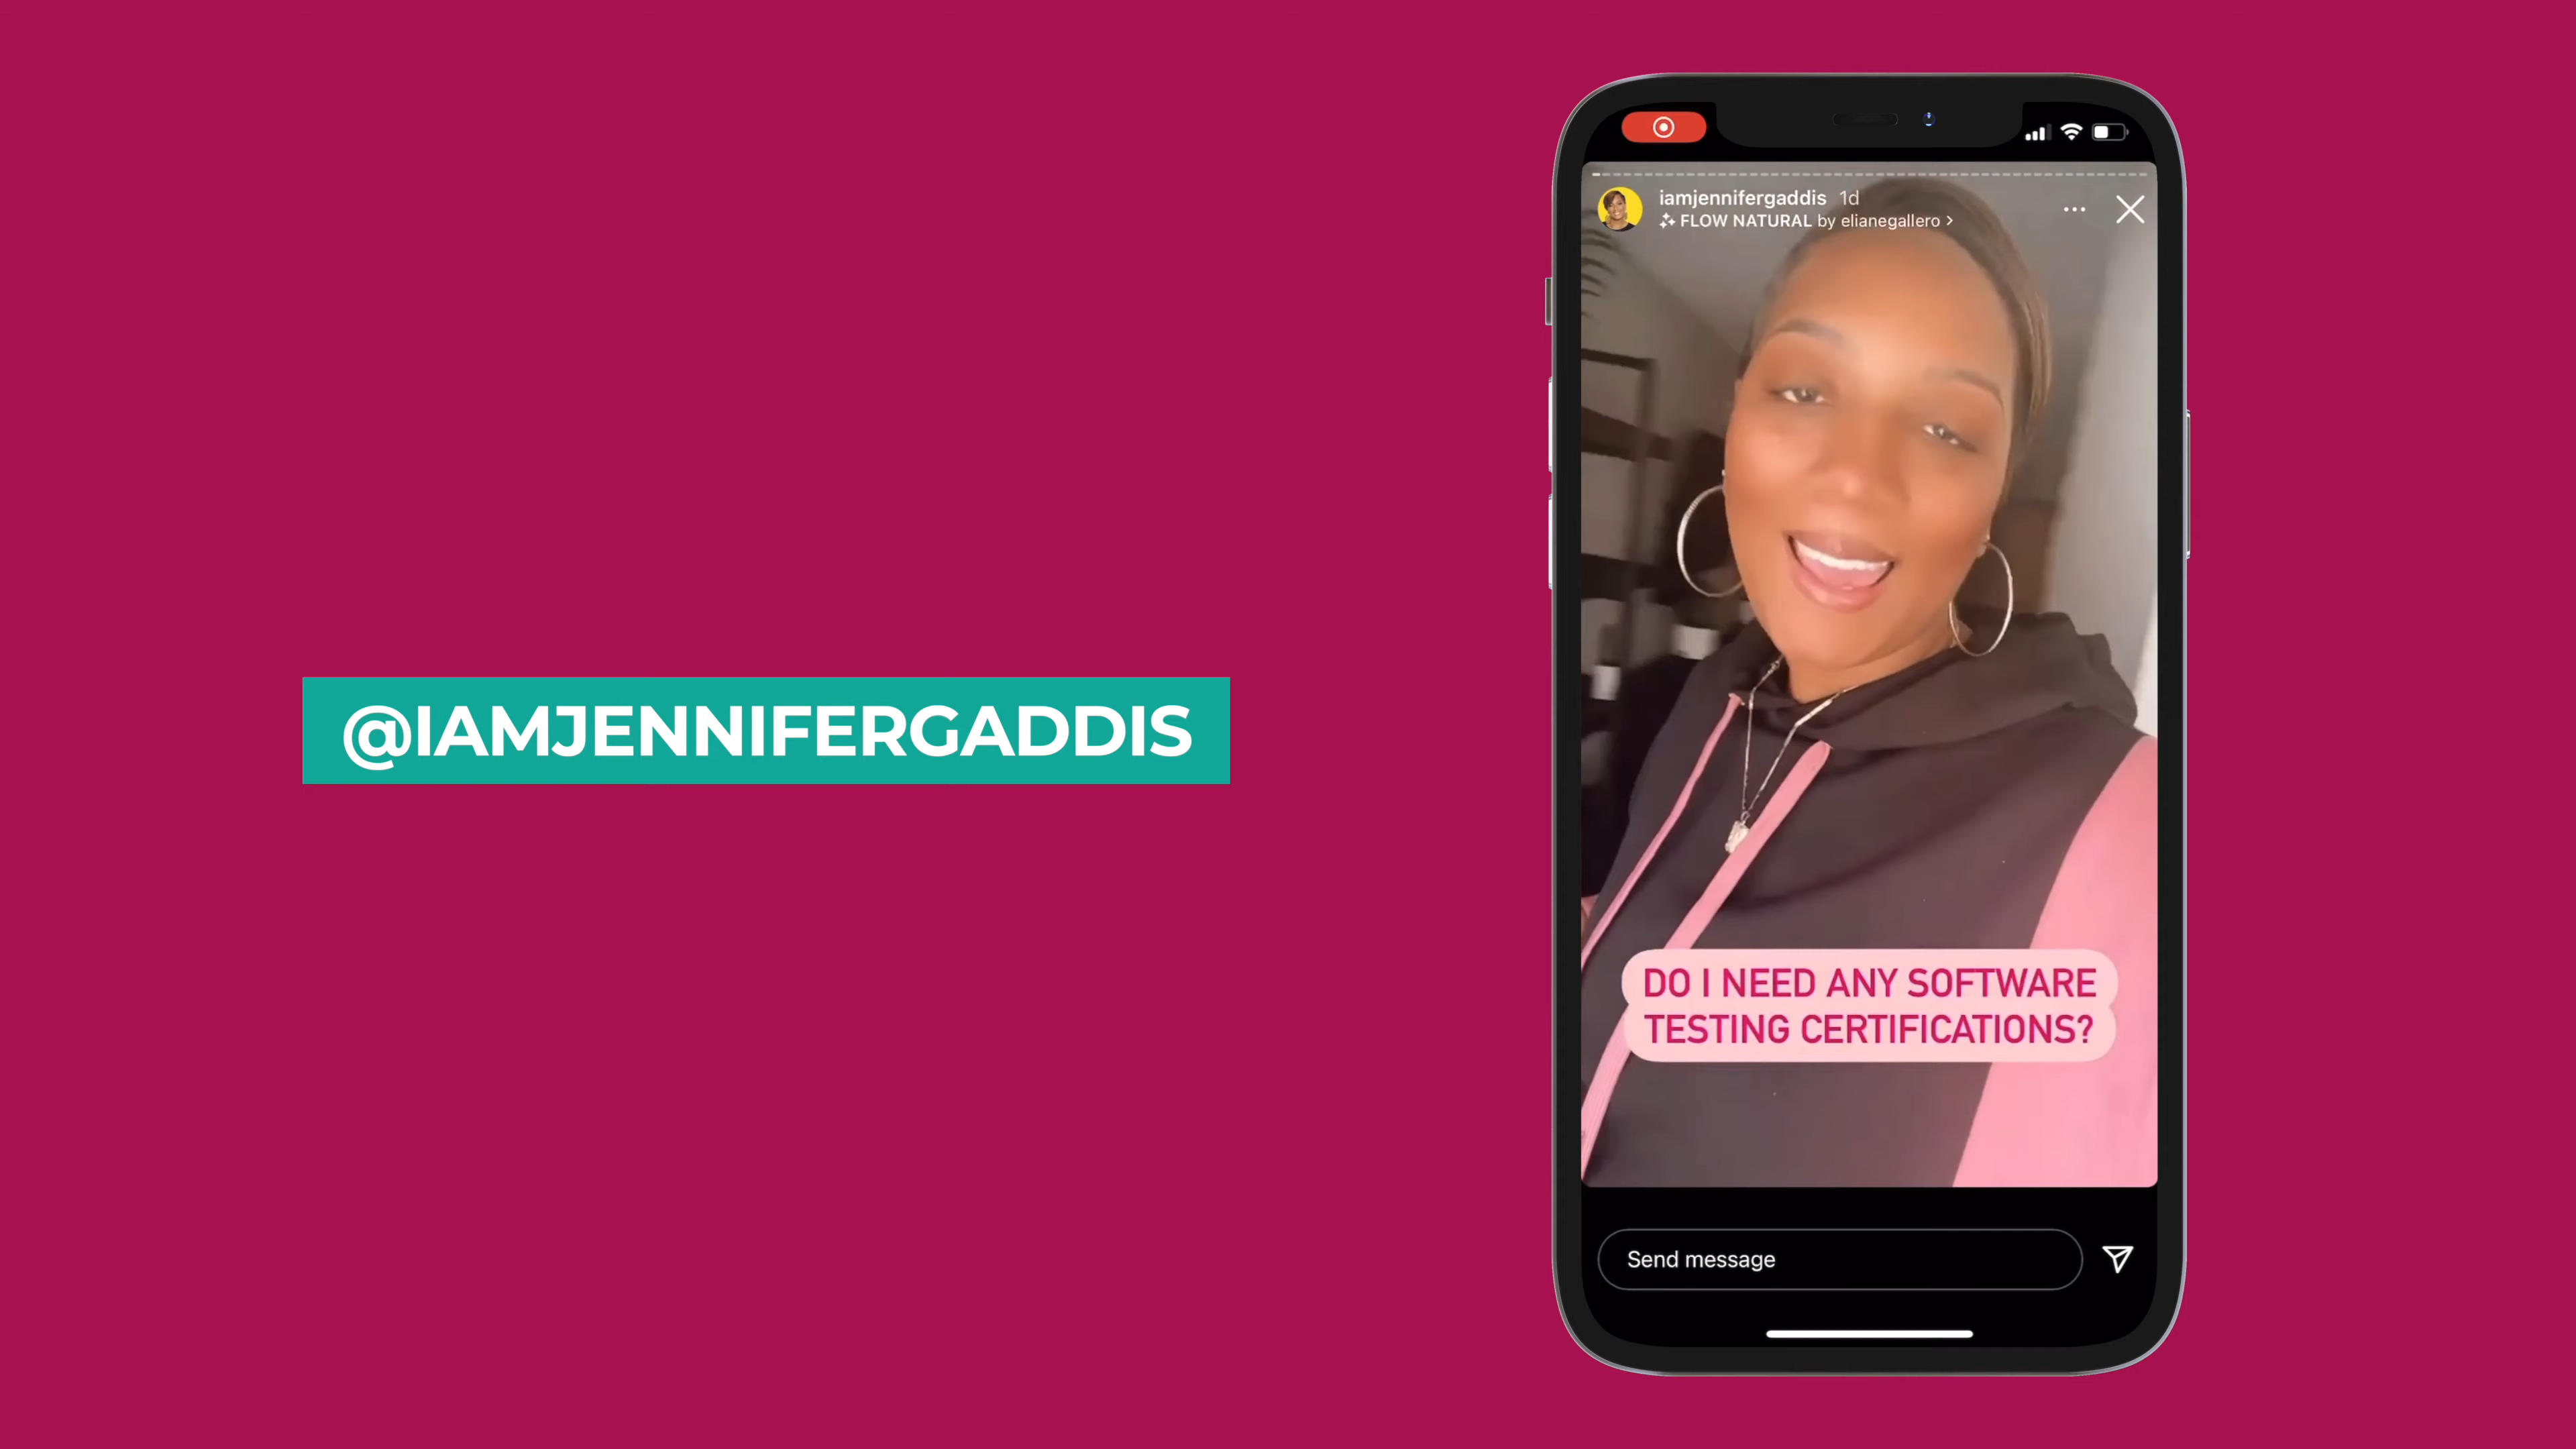 @IAMJENNIFERGADDIS
iamjennifergaddis 1d
FLOW NATURAL by elianegallero
DO I NEED ANY SOFTWARE
TESTING CERTIFICATIONS?
Send message